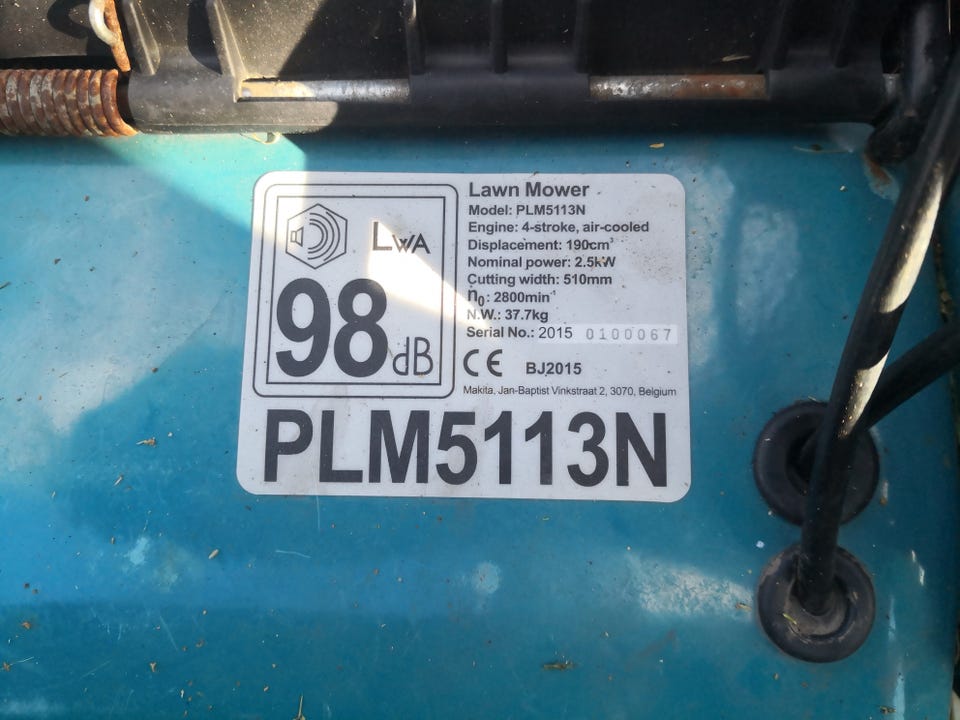 LWA
98dB
Lawn Mower
Model: PLM5113N
Engine: 4-stroke, air-cooled
Displacement: 190cm³
Nominal power: 2.5kW
Cutting width: 510mm
n₀: 2800min⁻¹
N.W.: 37.7kg
Serial No.: 2015 0100067
CE BJ2015
Makita, Jan-Baptist Vinkstraat 2, 3070, Belgium
PLM5113N